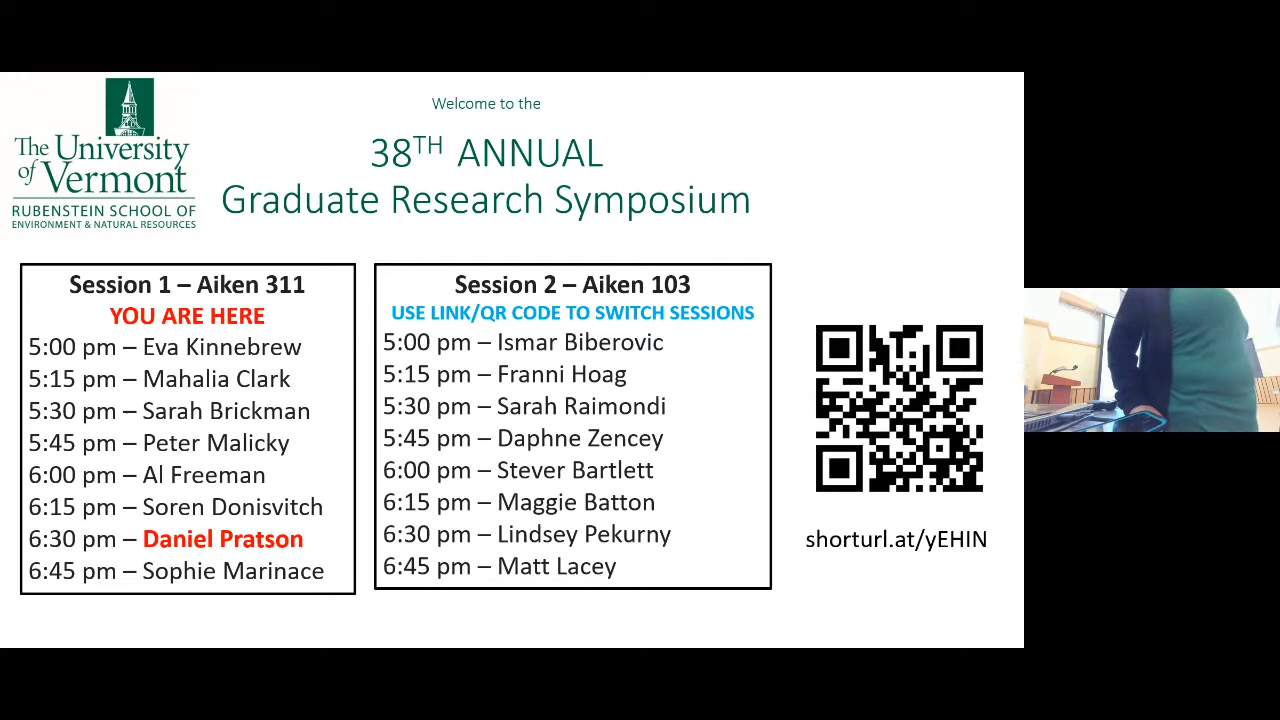 The University
of Vermont
RUBENSTEIN SCHOOL OF
ENVIRONMENT & NATURAL RESOURCES
Welcome to the
38TH ANNUAL
Graduate Research Symposium
Session 1 – Aiken 311
YOU ARE HERE
5:00 pm – Eva Kinnebrew
5:15 pm – Mahalia Clark
5:30 pm – Sarah Brickman
5:45 pm – Peter Malicky
6:00 pm – Al Freeman
6:15 pm – Soren Donisvitch
6:30 pm – Daniel Pratson
6:45 pm – Sophie Marinace
Session 2 – Aiken 103
USE LINK/QR CODE TO SWITCH SESSIONS
5:00 pm – Ismar Biberovic
5:15 pm – Franni Hoag
5:30 pm – Sarah Raimondi
5:45 pm – Daphne Zencey
6:00 pm – Stever Bartlett
6:15 pm – Maggie Batton
6:30 pm – Lindsey Pekurny
6:45 pm – Matt Lacey
shorturl.at/yEHIN